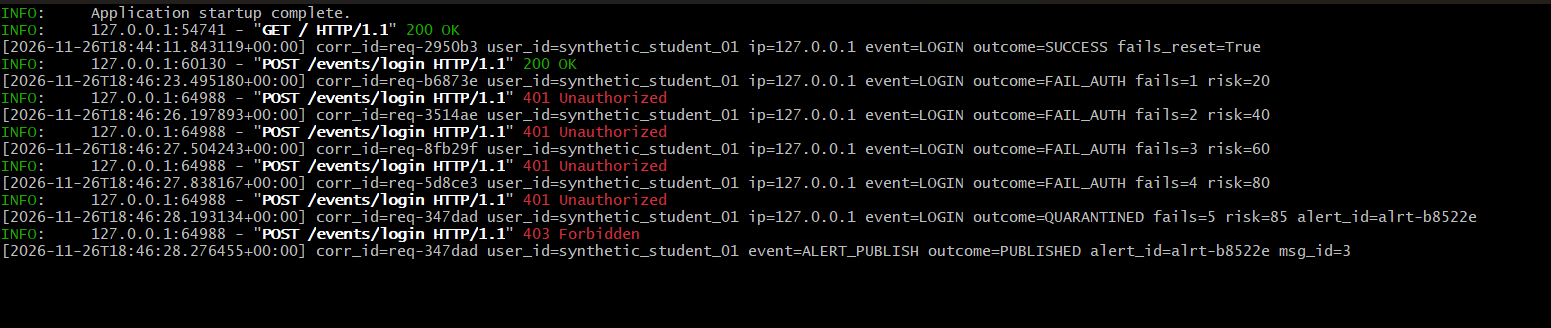 INFO:     Application startup complete.
INFO:     127.0.0.1:54741 - "GET / HTTP/1.1" 200 OK
[2026-11-26T18:44:11.843119+00:00] corr_id=req-2950b3 user_id=synthetic_student_01 ip=127.0.0.1 event=LOGIN outcome=SUCCESS fails_reset=True
INFO:     127.0.0.1:60130 - "POST /events/login HTTP/1.1" 200 OK
[2026-11-26T18:46:23.495180+00:00] corr_id=req-b6873e user_id=synthetic_student_01 ip=127.0.0.1 event=LOGIN outcome=FAIL_AUTH fails=1 risk=20
INFO:     127.0.0.1:64988 - "POST /events/login HTTP/1.1" 401 Unauthorized
[2026-11-26T18:46:26.197893+00:00] corr_id=req-3514ae user_id=synthetic_student_01 ip=127.0.0.1 event=LOGIN outcome=FAIL_AUTH fails=2 risk=40
INFO:     127.0.0.1:64988 - "POST /events/login HTTP/1.1" 401 Unauthorized
[2026-11-26T18:46:27.504243+00:00] corr_id=req-8fb29f user_id=synthetic_student_01 ip=127.0.0.1 event=LOGIN outcome=FAIL_AUTH fails=3 risk=60
INFO:     127.0.0.1:64988 - "POST /events/login HTTP/1.1" 401 Unauthorized
[2026-11-26T18:46:27.838167+00:00] corr_id=req-5d8ce3 user_id=synthetic_student_01 ip=127.0.0.1 event=LOGIN outcome=FAIL_AUTH fails=4 risk=80
INFO:     127.0.0.1:64988 - "POST /events/login HTTP/1.1" 401 Unauthorized
[2026-11-26T18:46:28.193134+00:00] corr_id=req-347dad user_id=synthetic_student_01 ip=127.0.0.1 event=LOGIN outcome=QUARANTINED fails=5 risk=85 alert_id=alrt-b8522e
INFO:     127.0.0.1:64988 - "POST /events/login HTTP/1.1" 403 Forbidden
[2026-11-26T18:46:28.276455+00:00] corr_id=req-347dad user_id=synthetic_student_01 event=ALERT_PUBLISH outcome=PUBLISHED alert_id=alrt-b8522e msg_id=3